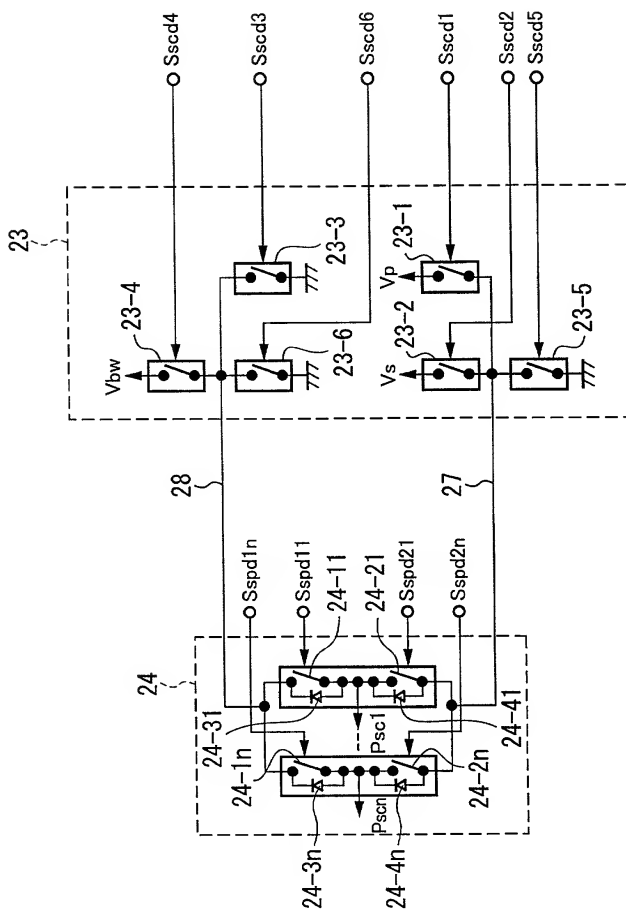 Sscd4
Sscd3
Sscd6
Sscd1
Sscd2
Sscd5
23
23-4
Vbw
23-3
23-6
23-1
Vp
23-2
Vs
23-5
28
27
Sspd1n
Sspd11
24-11
24-21
Sspd21
Sspd2n
24
24-31
24-1n
24-3n
Psc1
Pscn
24-41
24-2n
24-4n